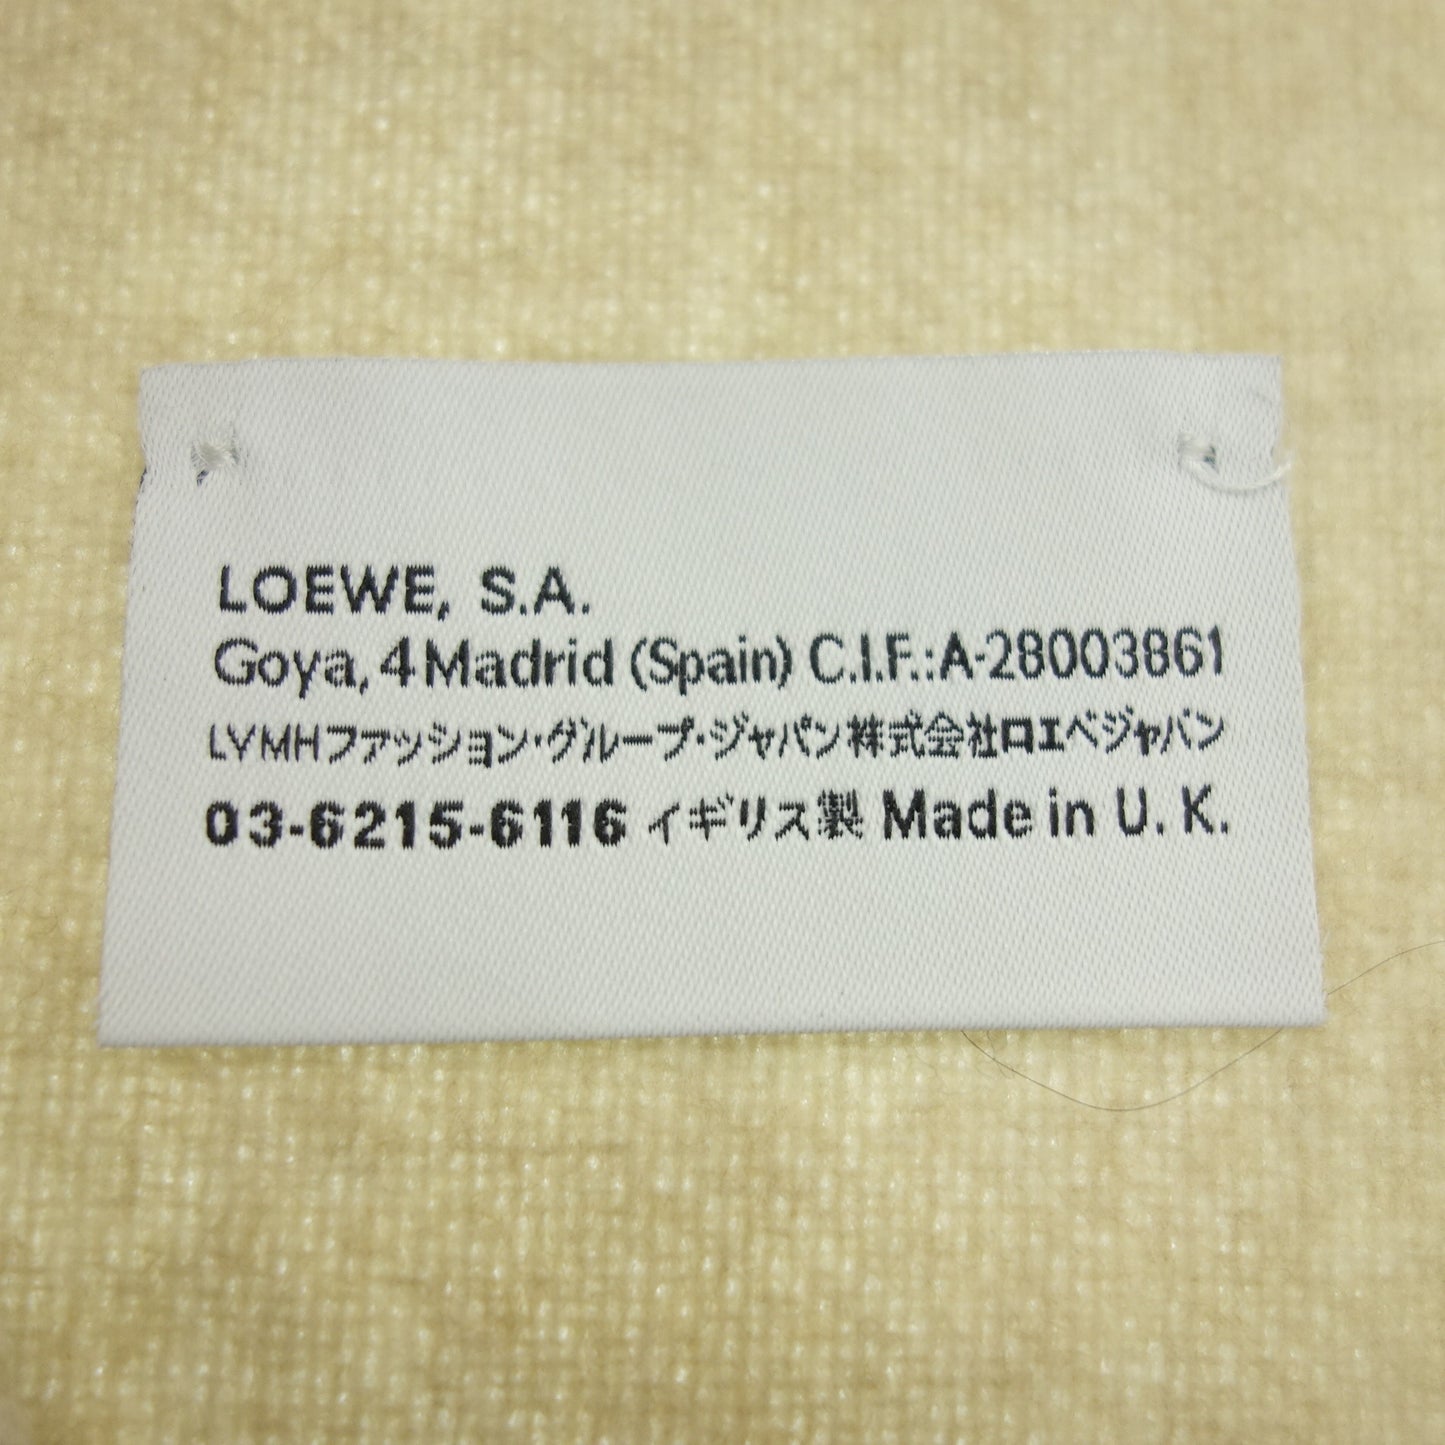 LOEWE, S.A.
Goya, 4 Madrid (Spain) C.I.F.:A-28003861
LVMHファッション・グループ・ジャパン株式会社ロエベジャパン
03-6215-6116 イギリス製 Made in U. K.